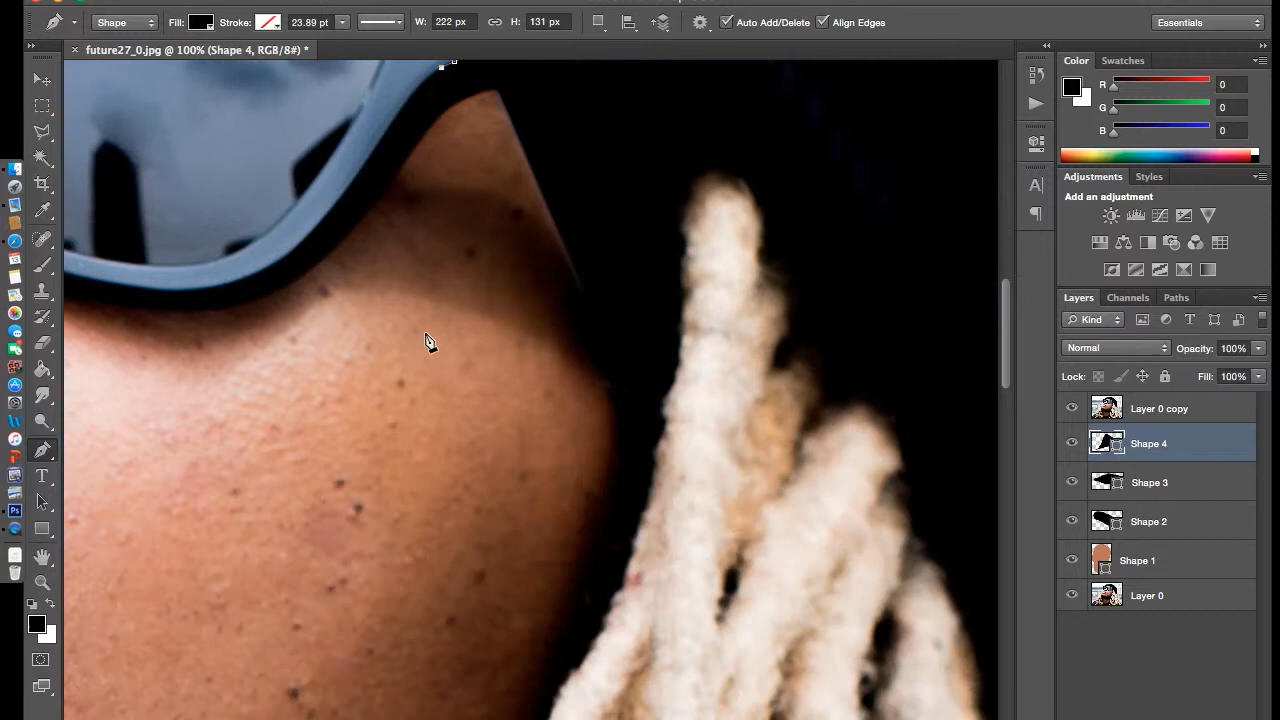 Shape Fill: Stroke: 23.89 pt W: 222 px H: 131 px Auto Add/Delete Align Edges Essentials
× future27_0.jpg @ 100% (Shape 4, RGB/8#) *
Color Swatches
R 0
G 0
B 0
Adjustments Styles
Add an adjustment
Layers Channels Paths
Kind
Normal Opacity: 100%
Lock: Fill: 100%
Layer 0 copy
Shape 4
Shape 3
Shape 2
Shape 1
Layer 0